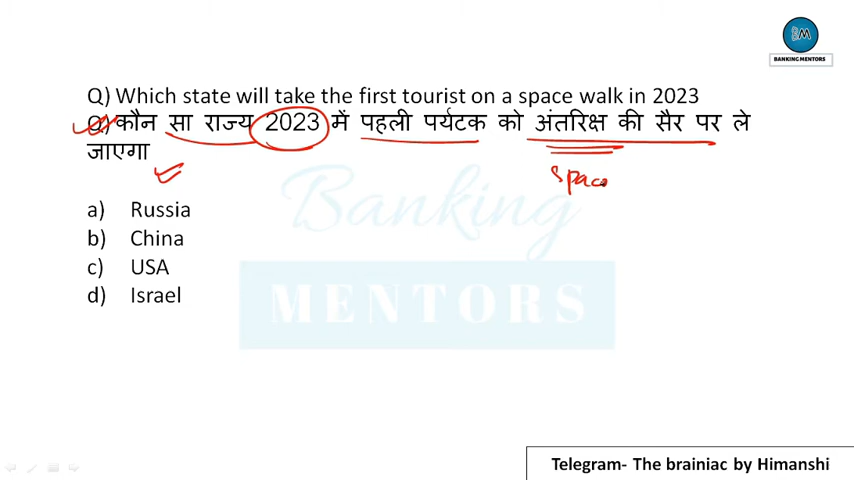 BM
BANKING MENTORS
Q) Which state will take the first tourist on a space walk in 2023
Q) कौन सा राज्य 2023 में पहली पर्यटक को अंतरिक्ष की सैर पर ले
जाएगा
Space
a) Russia
b) China
c) USA
d) Israel
Banking
MENTORS
Telegram- The brainiac by Himanshi